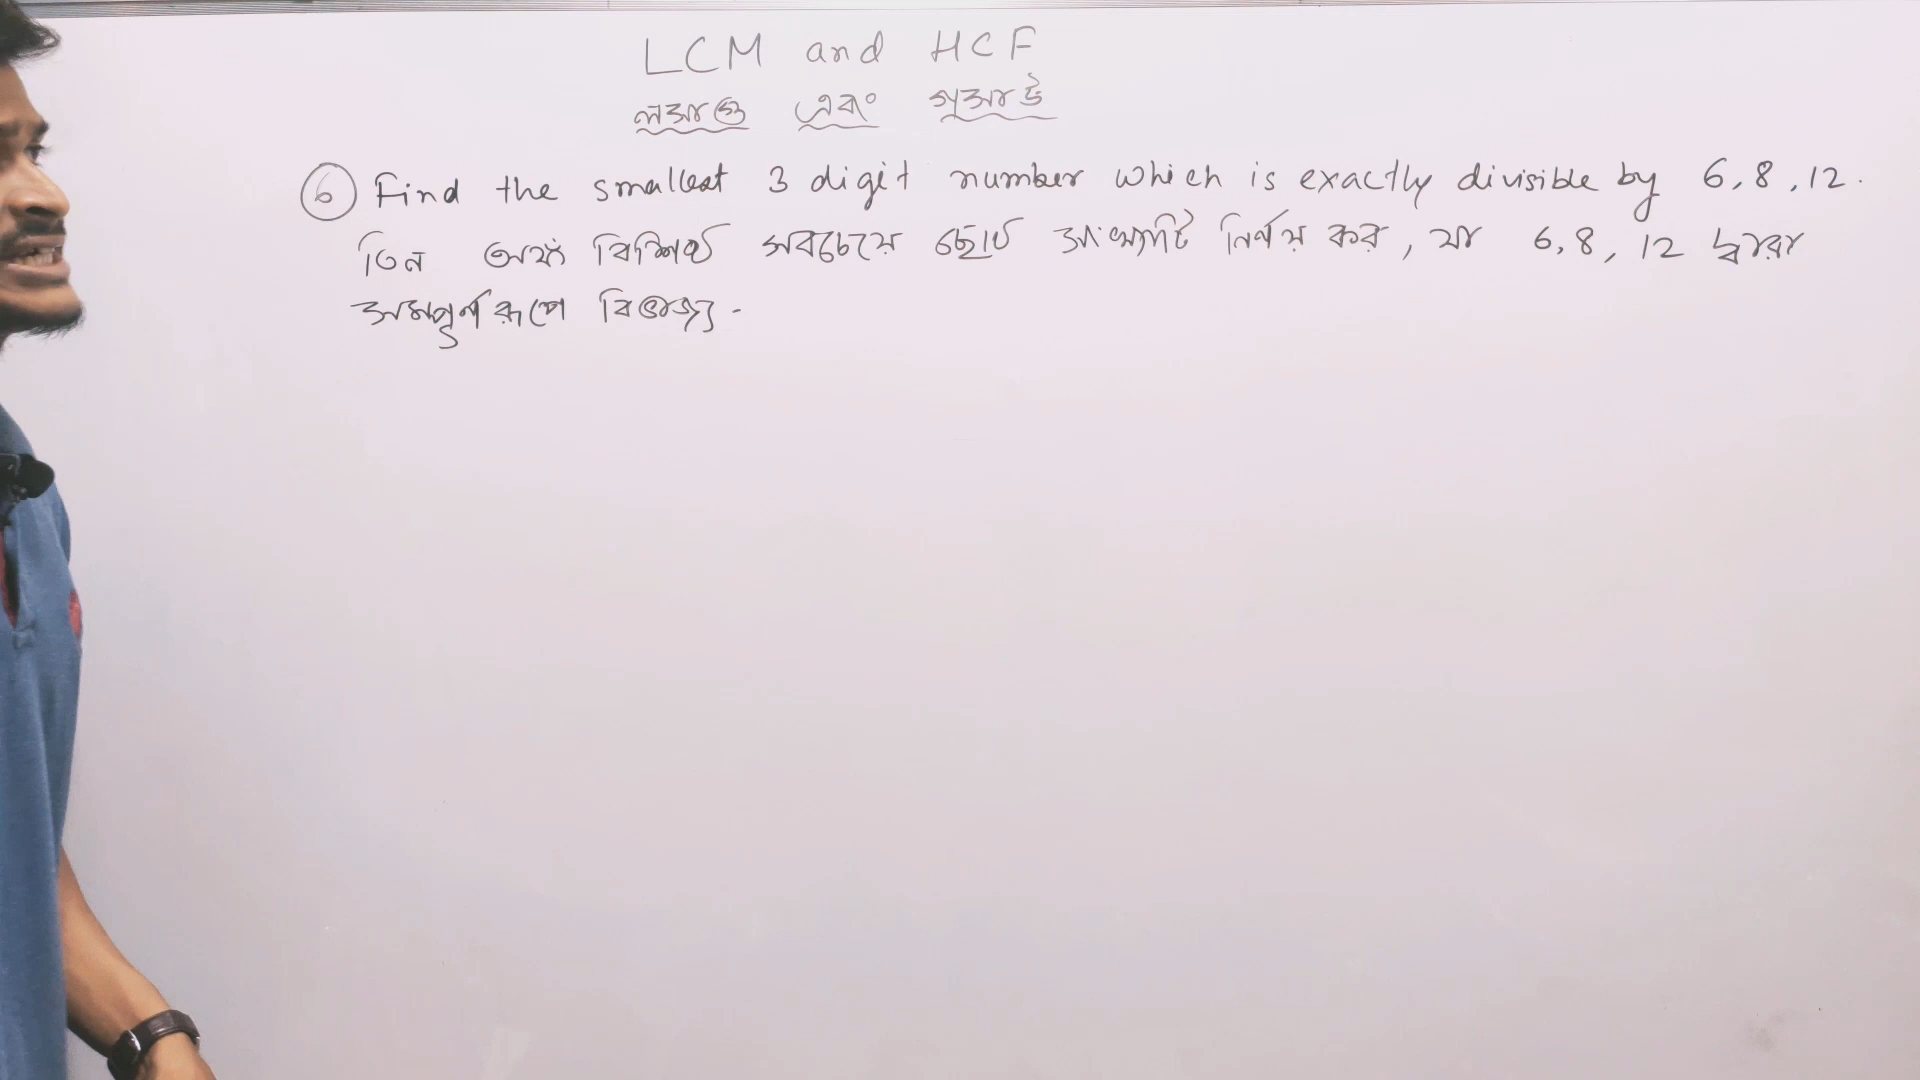 LCM and HCF
লসাগু এবং গসাগু
6 Find the smallest 3 digit number which is exactly divisible by 6, 8, 12.
তিন অঙ্ক বিশিষ্ট সবচেয়ে ছোট সংখ্যাটি নির্ণয় কর, যা 6, 8, 12 দ্বারা
সম্পূর্ণরূপে বিভাজ্য.